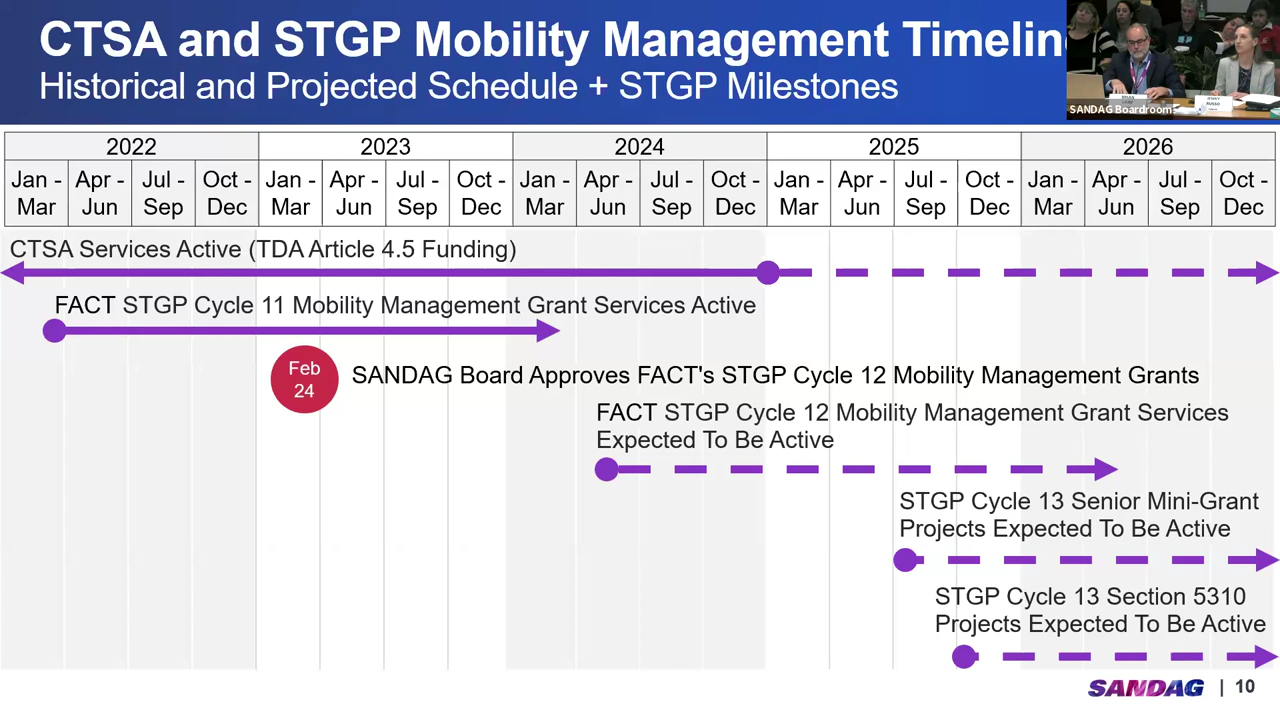 CTSA and STGP Mobility Management Timelin
Historical and Projected Schedule + STGP Milestones
SANDAG Boardroom
2022 2023 2024 2025 2026
Jan - Mar Apr - Jun Jul - Sep Oct - Dec Jan - Mar Apr - Jun Jul - Sep Oct - Dec Jan - Mar Apr - Jun Jul - Sep Oct - Dec Jan - Mar Apr - Jun Jul - Sep Oct - Dec Jan - Mar Apr - Jun Jul - Sep Oct - Dec
CTSA Services Active (TDA Article 4.5 Funding)
FACT STGP Cycle 11 Mobility Management Grant Services Active
Feb
24
SANDAG Board Approves FACT's STGP Cycle 12 Mobility Management Grants
FACT STGP Cycle 12 Mobility Management Grant Services
Expected To Be Active
STGP Cycle 13 Senior Mini-Grant
Projects Expected To Be Active
STGP Cycle 13 Section 5310
Projects Expected To Be Active
SANDAG | 10